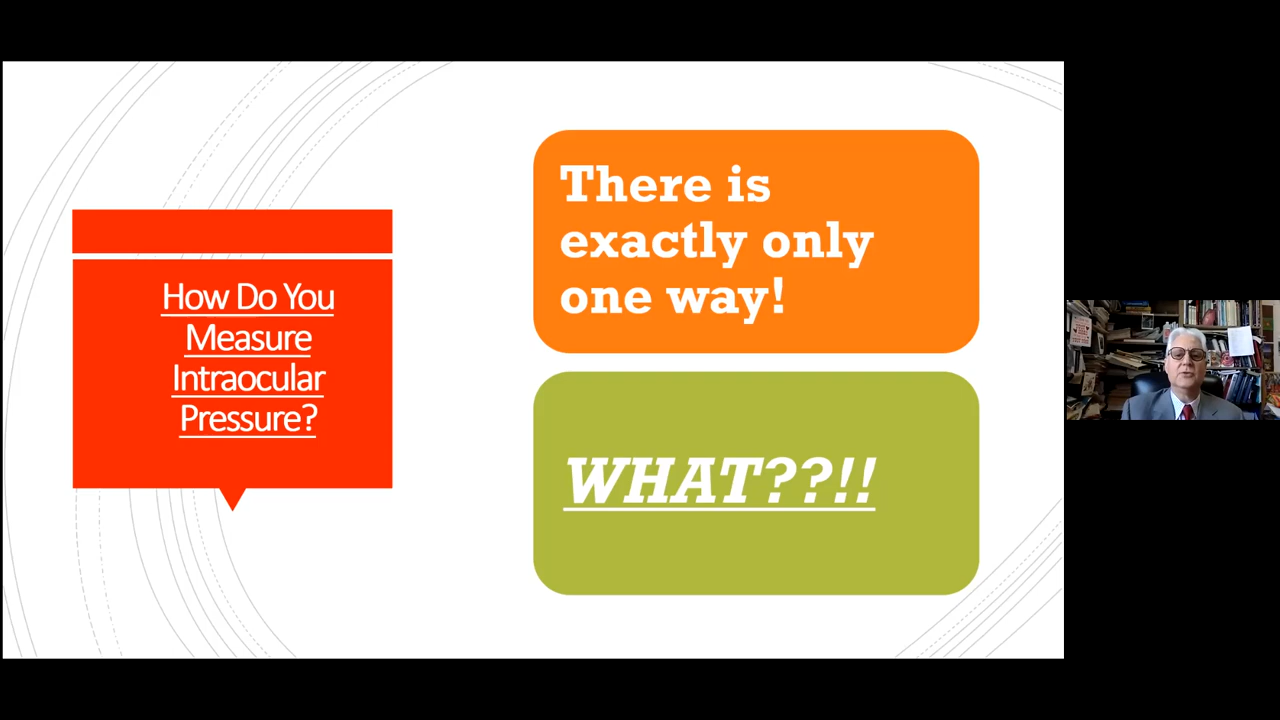 How Do You
Measure
Intraocular
Pressure?
There is
exactly only
one way!
WHAT??!!